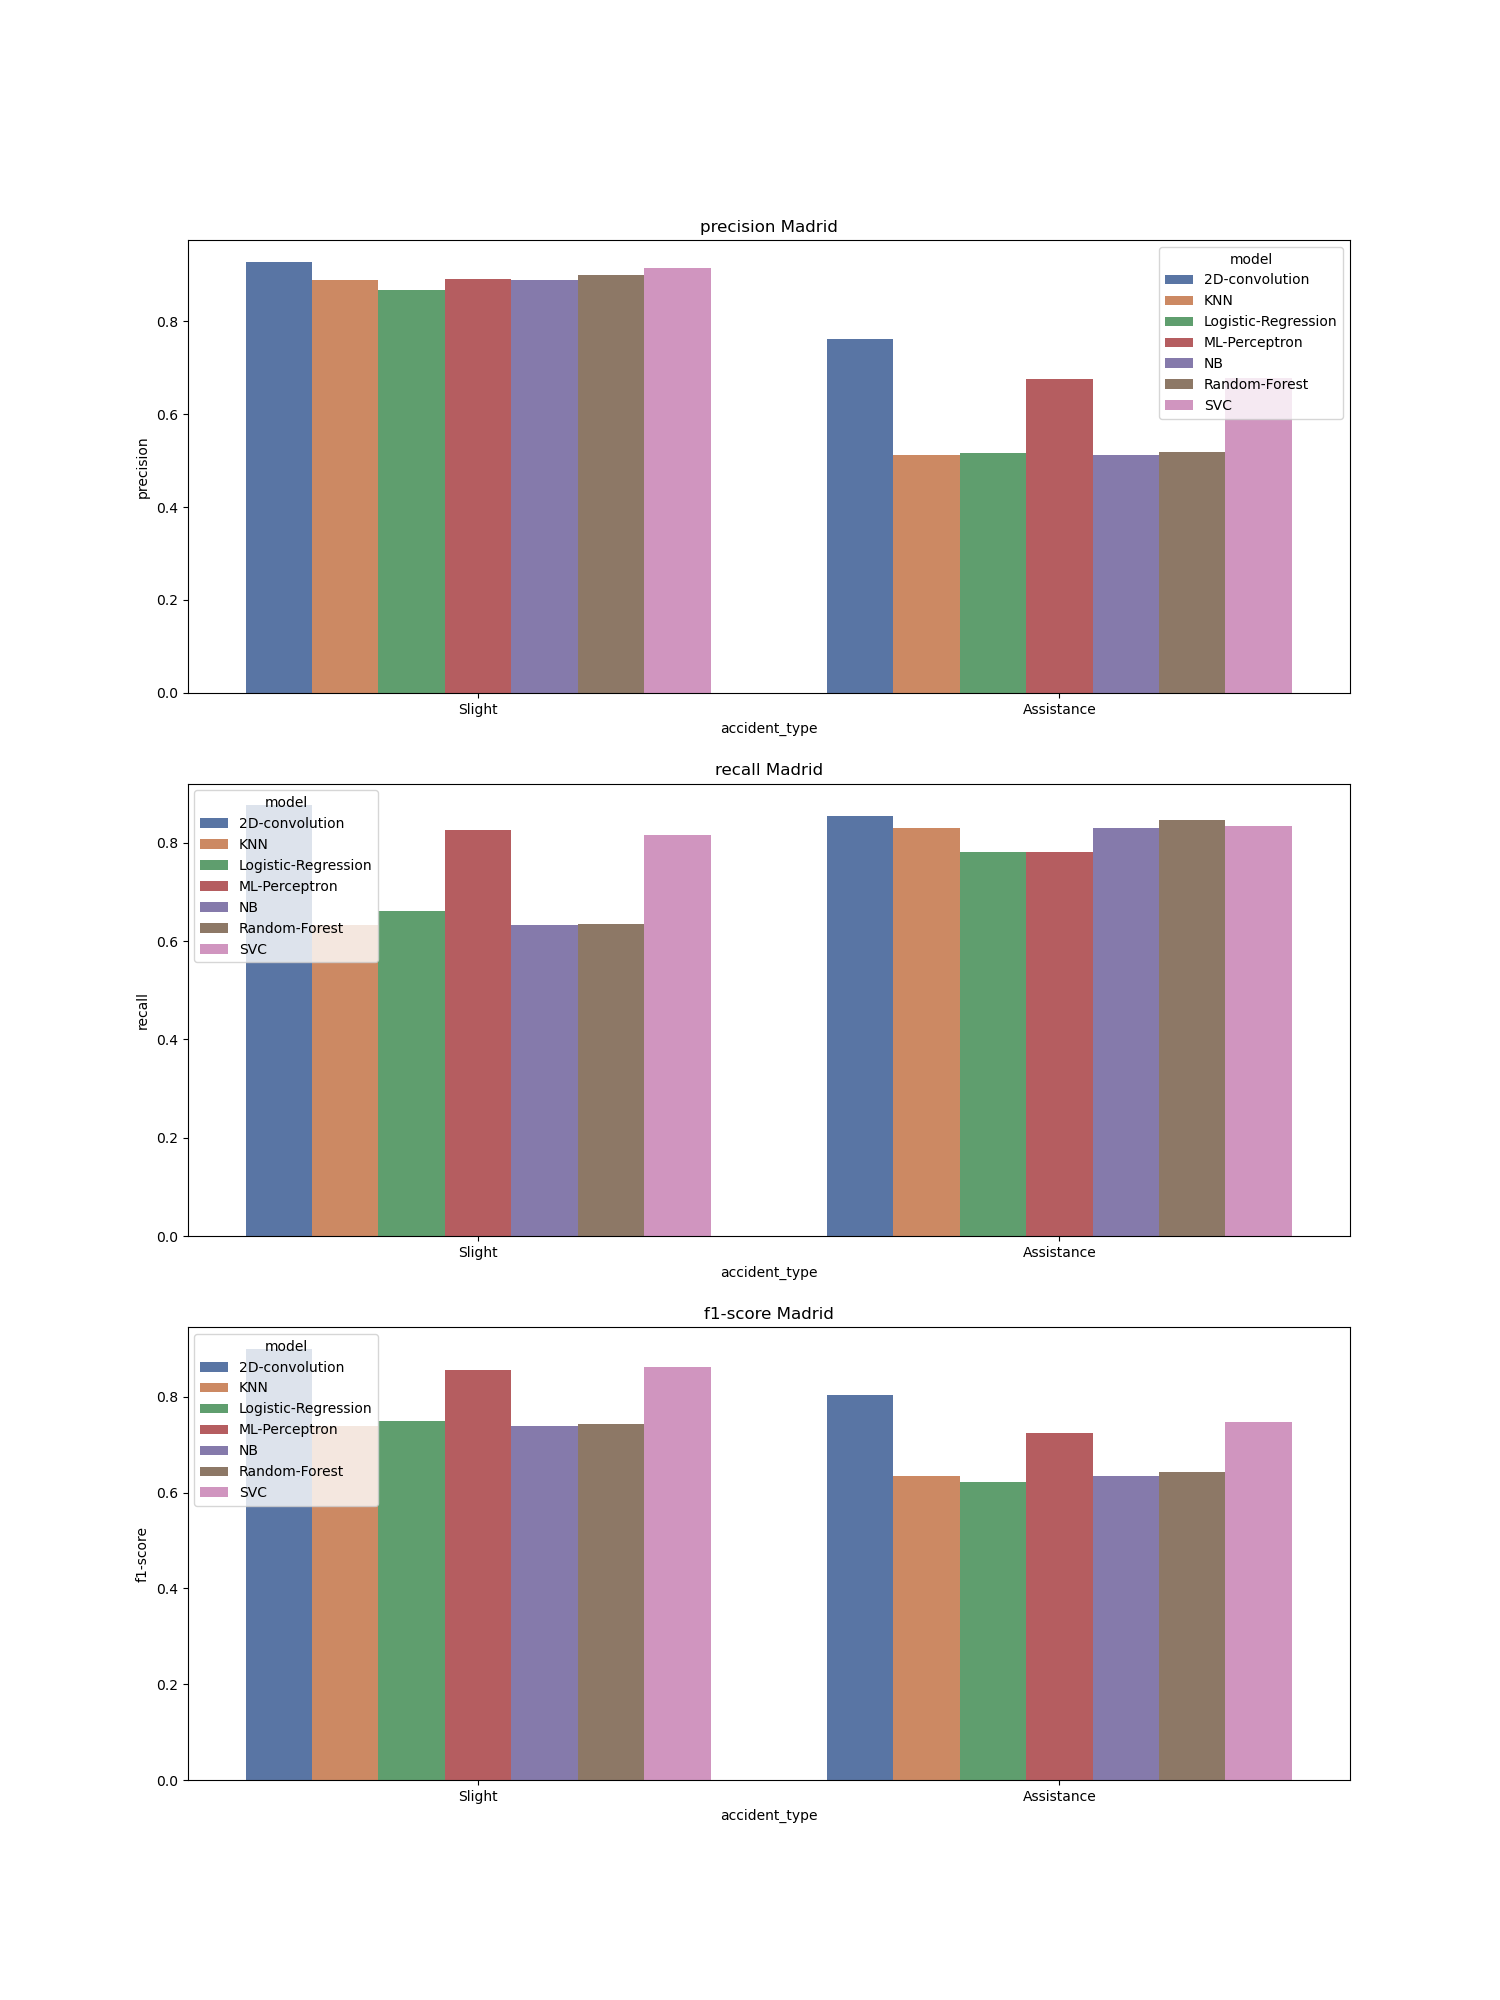 precision Madrid
model
2D-convolution
KNN
Logistic-Regression
ML-Perceptron
NB
Random-Forest
SVC
0.8
0.6
0.4
0.2
0.0
precision
Slight
Assistance
accident_type
recall Madrid
model
2D-convolution
KNN
Logistic-Regression
ML-Perceptron
NB
Random-Forest
SVC
0.8
0.6
0.4
0.2
0.0
recall
Slight
Assistance
accident_type
f1-score Madrid
model
2D-convolution
KNN
Logistic-Regression
ML-Perceptron
NB
Random-Forest
SVC
0.8
0.6
0.4
0.2
0.0
f1-score
Slight
Assistance
accident_type